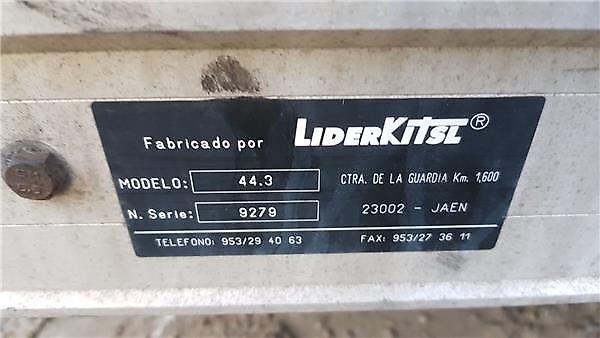 Fabricado por LIDERKITSL®
MODELO: 44.3 CTRA. DE LA GUARDIA Km. 1,600
N. Serie: 9279 23002 - JAEN
TELEFONO: 953/29 40 63 FAX: 953/27 36 11